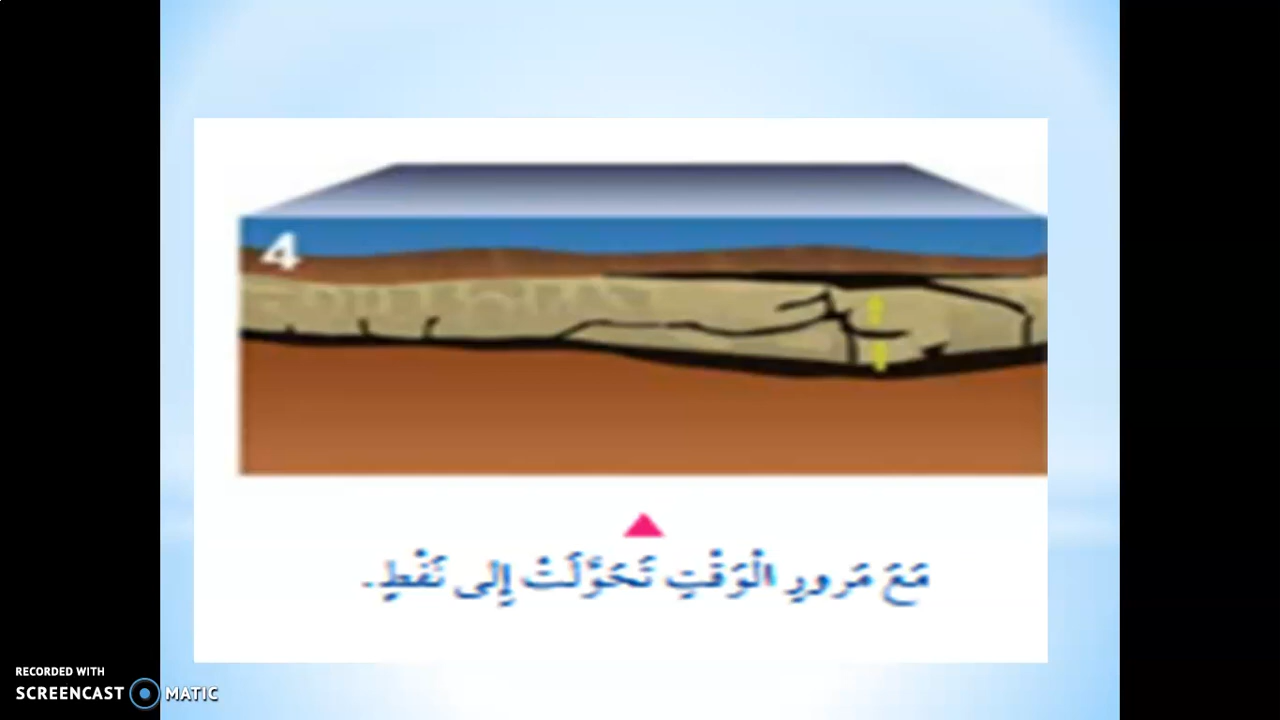 4
مَعَ مَرورِ الْوَقْتِ تَحَوَّلَتْ إِلى نَفْطٍ.
RECORDED WITH
SCREENCAST MATIC